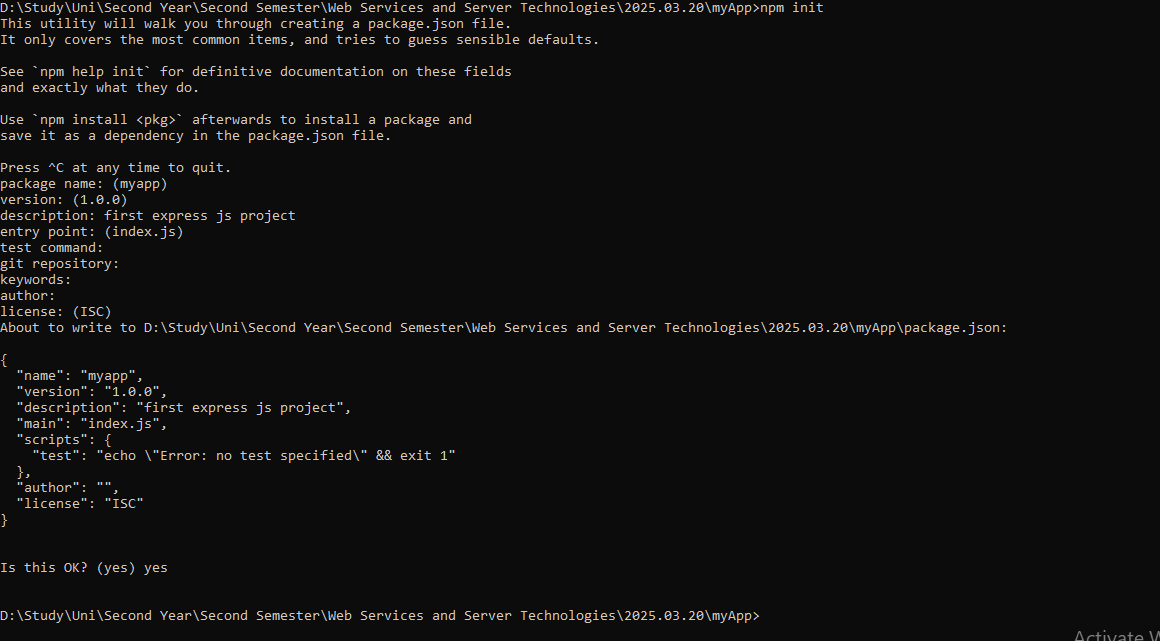 D:\Study\Uni\Second Year\Second Semester\Web Services and Server Technologies\2025.03.20\myApp>npm init
This utility will walk you through creating a package.json file.
It only covers the most common items, and tries to guess sensible defaults.

See `npm help init` for definitive documentation on these fields
and exactly what they do.

Use `npm install <pkg>` afterwards to install a package and
save it as a dependency in the package.json file.

Press ^C at any time to quit.
package name: (myapp)
version: (1.0.0)
description: first express js project
entry point: (index.js)
test command:
git repository:
keywords:
author:
license: (ISC)
About to write to D:\Study\Uni\Second Year\Second Semester\Web Services and Server Technologies\2025.03.20\myApp\package.json:

{
  "name": "myapp",
  "version": "1.0.0",
  "description": "first express js project",
  "main": "index.js",
  "scripts": {
    "test": "echo \"Error: no test specified\" && exit 1"
  },
  "author": "",
  "license": "ISC"
}


Is this OK? (yes) yes


D:\Study\Uni\Second Year\Second Semester\Web Services and Server Technologies\2025.03.20\myApp>
Activate W